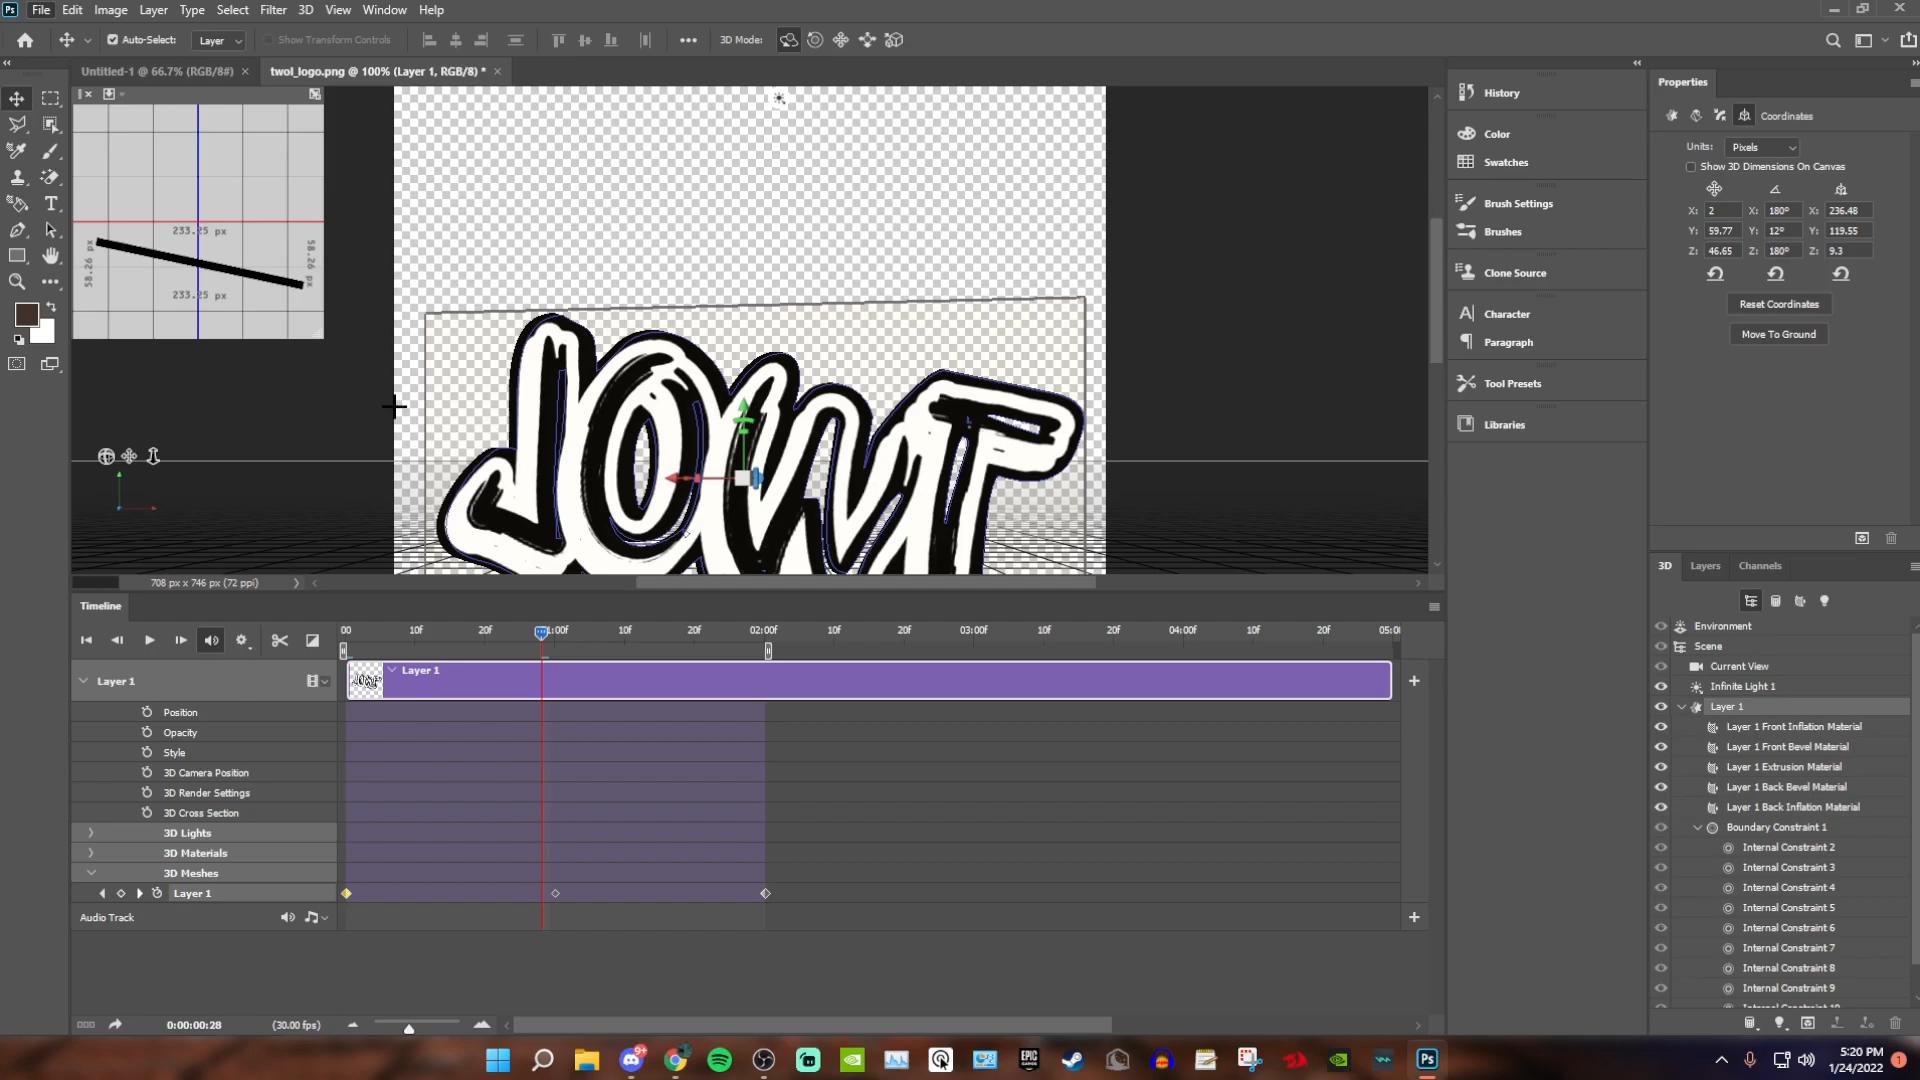 File Edit Image Layer Type Select Filter 3D View Window Help
Auto-Select: Layer Show Transform Controls 3D Mode:
Untitled-1 @ 66.7% (RGB/8#) × twol_logo.png @ 100% (Layer 1, RGB/8) * ×
233.25 px
58.26 px
58.26 px
233.25 px
JOWT
708 px x 746 px (72 ppi)
History
Color
Swatches
Brush Settings
Brushes
Clone Source
Character
Paragraph
Tool Presets
Libraries
Properties
Coordinates
Units: Pixels
Show 3D Dimensions On Canvas
X: 2 X: 180º X: 236.48
Y: 59.77 Y: 12º Y: 119.55
Z: 46.65 Z: 180º Z: 9.3
Reset Coordinates
Move To Ground
3D Layers Channels
Environment
Scene
Current View
Infinite Light 1
Layer 1
Layer 1 Front Inflation Material
Layer 1 Front Bevel Material
Layer 1 Extrusion Material
Layer 1 Back Bevel Material
Layer 1 Back Inflation Material
Boundary Constraint 1
Internal Constraint 2
Internal Constraint 3
Internal Constraint 4
Internal Constraint 5
Internal Constraint 6
Internal Constraint 7
Internal Constraint 8
Internal Constraint 9
Timeline
00 10f 20f 1:00f 10f 20f 02:00f 10f 20f 03:00f 10f 20f 04:00f 10f 20f 05:0
Layer 1 Layer 1
Position
Opacity
Style
3D Camera Position
3D Render Settings
3D Cross Section
3D Lights
3D Materials
3D Meshes
Layer 1
Audio Track
0:00:00:28 (30.00 fps)
5:20 PM
1/24/2022